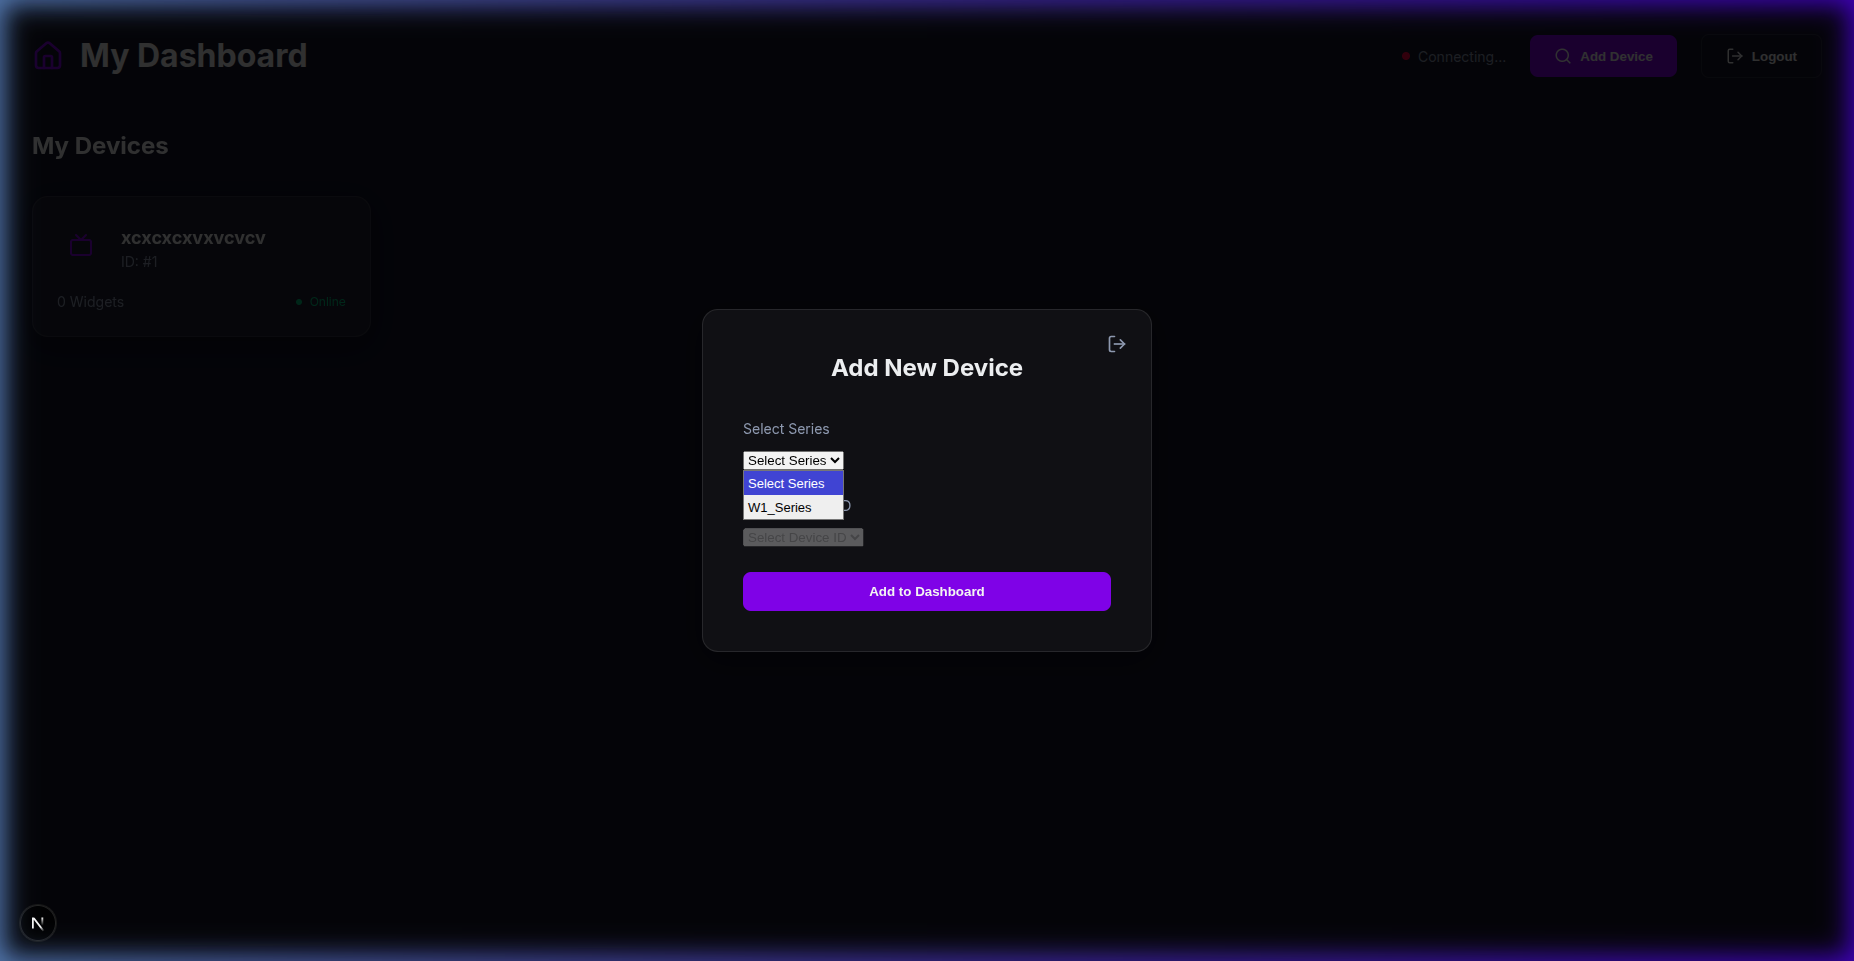 My Dashboard
Connecting...
Add Device
Logout
My Devices
xcxcxcxvxvcvcv
ID: #1
0 Widgets
Online
Add New Device
Select Series
Select Series
Select Series
W1_Series
D
Select Device ID
Add to Dashboard
N